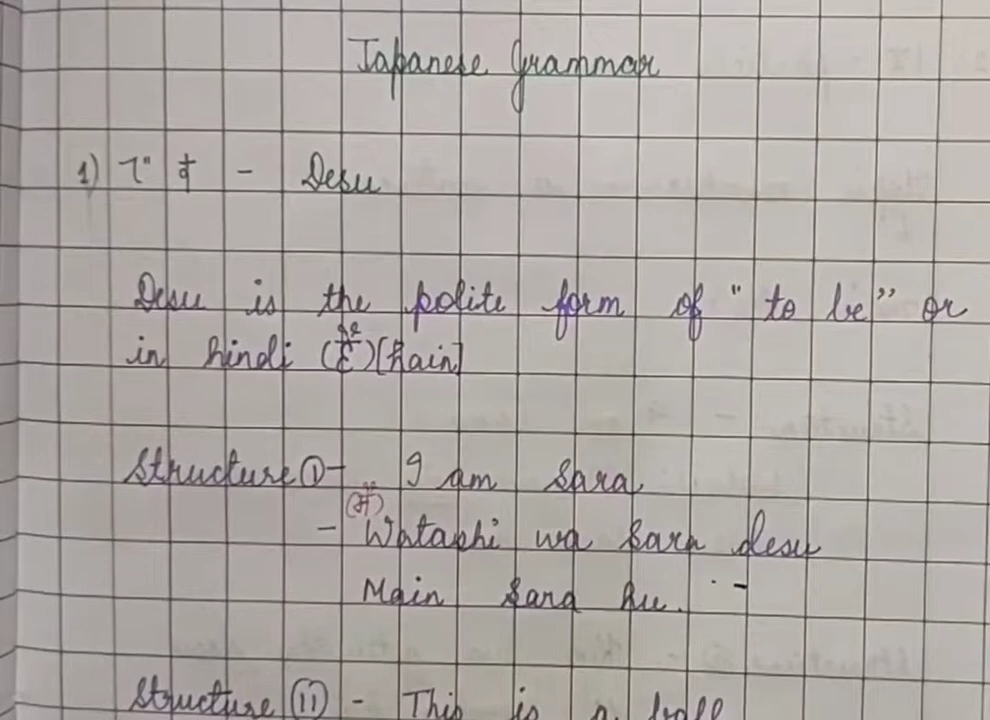 Japanese Grammar
1) です - Desu
Desu is the polite form of "to be" or
in hindi (है) [hain]
Structure ① - I am Sara
(मैं)
- Watashi wa Sara desu
Main Sara hu.
Structure (ii) - This is a ball